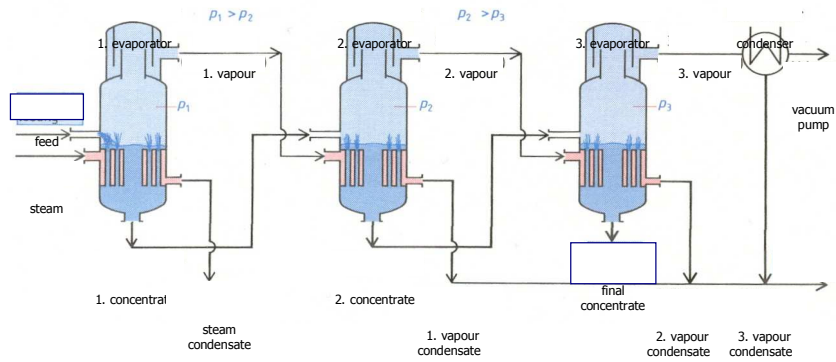 p₁ > p₂
p₂ > p₃
1. evaporator
2. evaporator
3. evaporator
condenser
1. vapour
2. vapour
3. vapour
p₁
p₂
p₃
vacuum
pump
feed
steam
1. concentrat
2. concentrate
final
concentrate
steam
condensate
1. vapour
condensate
2. vapour
condensate
3. vapour
condensate